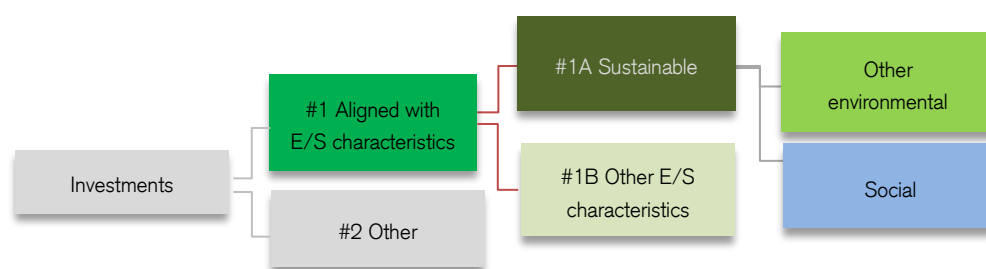 Investments
#1 Aligned with
E/S characteristics
#2 Other
#1A Sustainable
#1B Other E/S
characteristics
Other
environmental
Social